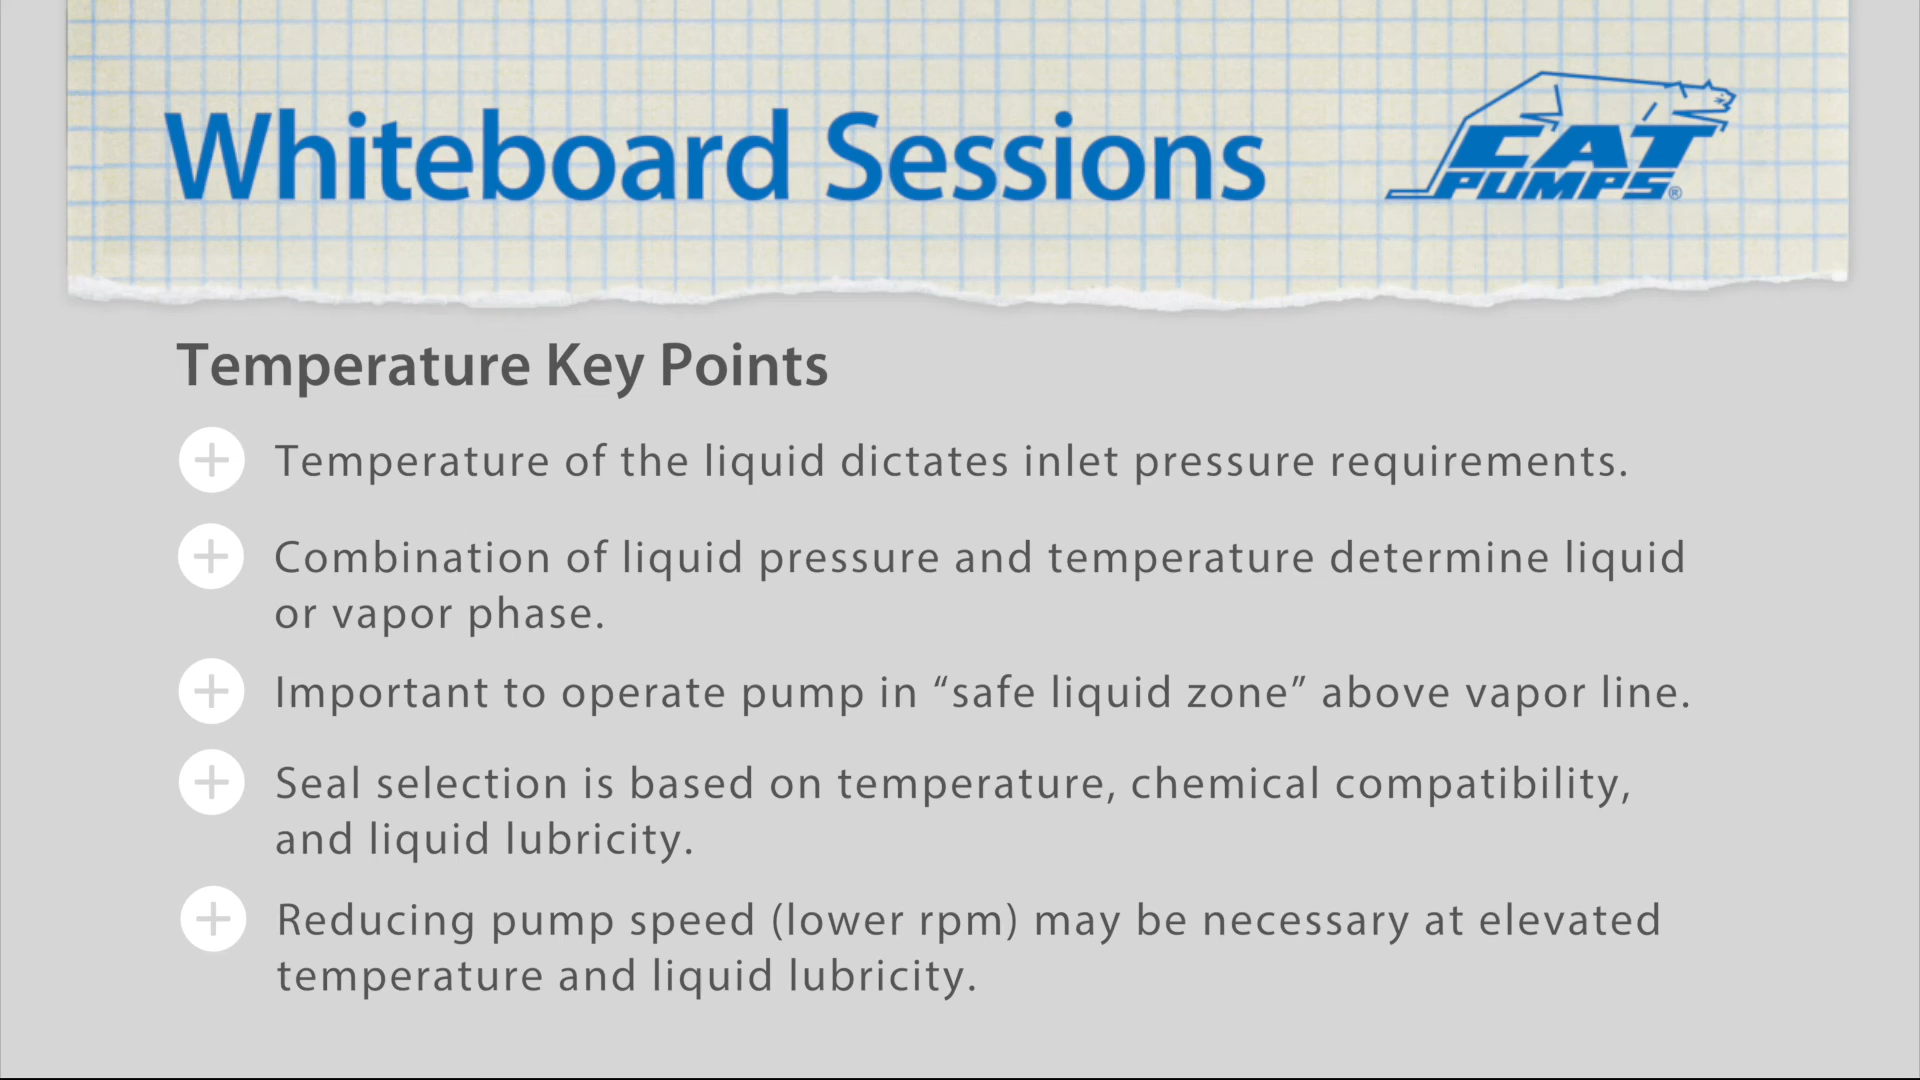 Whiteboard Sessions
CAT
PUMPS®
Temperature Key Points
Temperature of the liquid dictates inlet pressure requirements.
Combination of liquid pressure and temperature determine liquid
or vapor phase.
Important to operate pump in “safe liquid zone” above vapor line.
Seal selection is based on temperature, chemical compatibility,
and liquid lubricity.
Reducing pump speed (lower rpm) may be necessary at elevated
temperature and liquid lubricity.